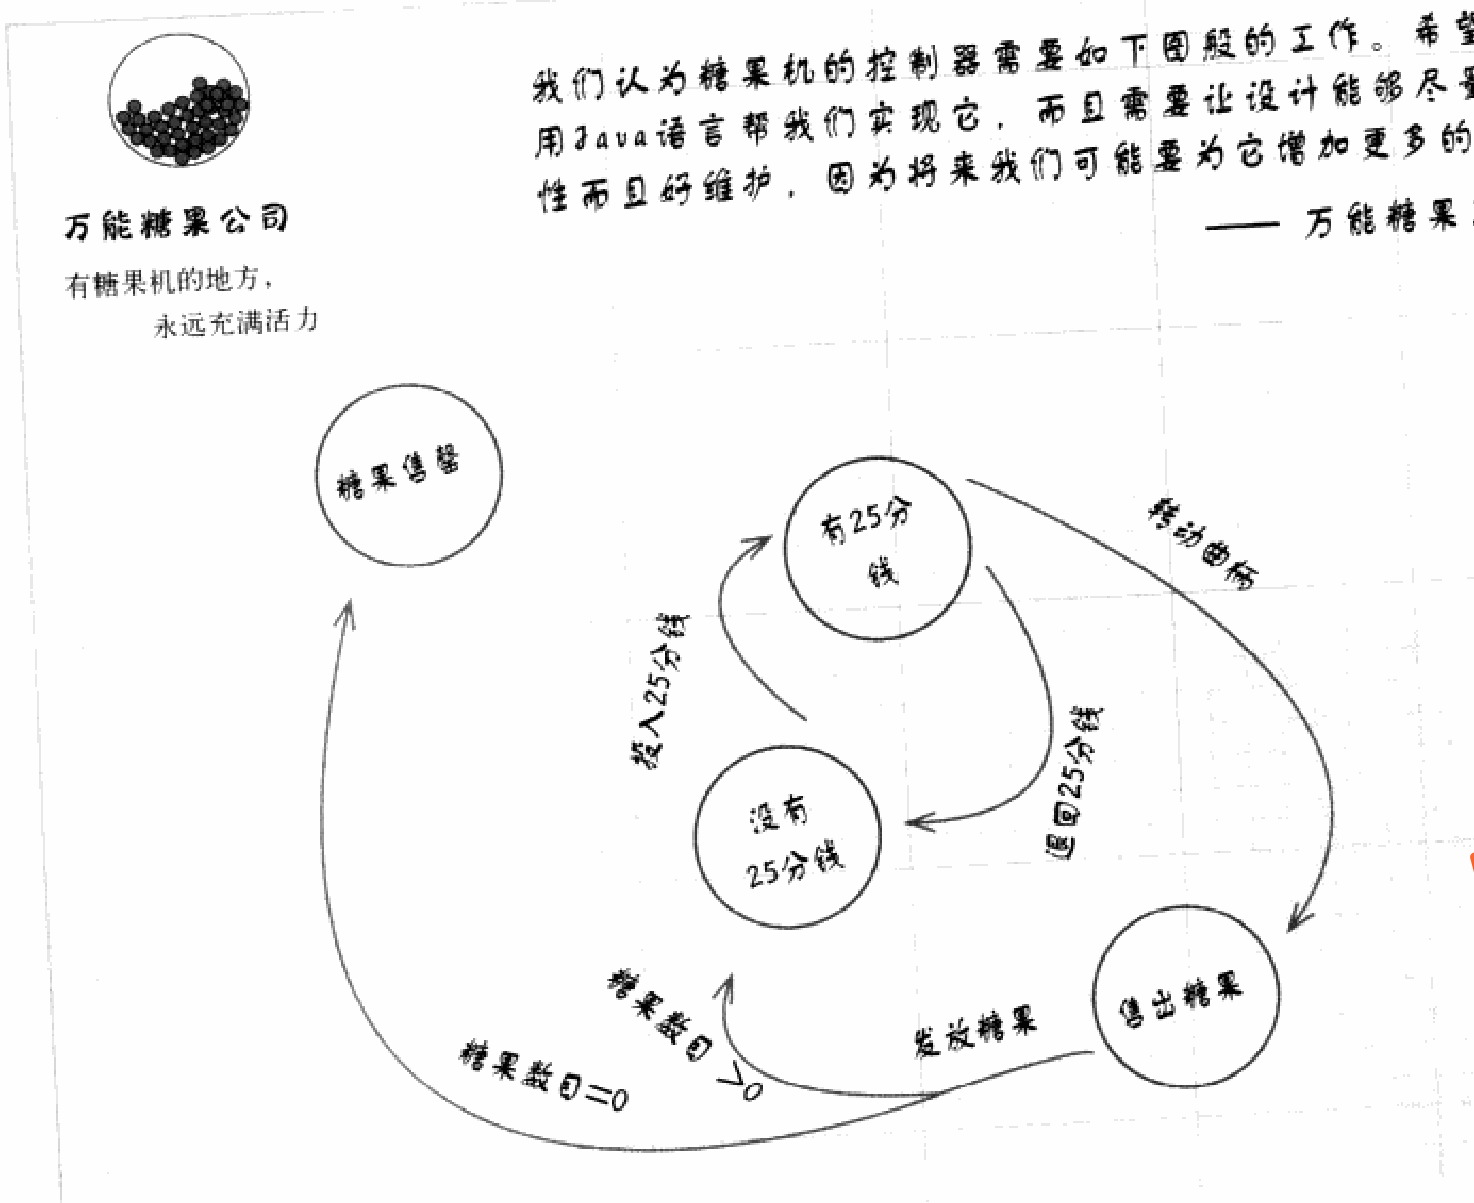 我们认为糖果机的控制器需要如下图般的工作。希望
用Java语言帮我们实现它，而且需要让设计能够尽量
性而且好维护，因为将来我们可能要为它增加更多的
—— 万能糖果
万能糖果公司
有糖果机的地方，
永远充满活力
糖果售罄
有25分
钱
转动曲柄
投入25分钱
退回25分钱
没有
25分钱
售出糖果
发放糖果
糖果数目>0
糖果数目=0